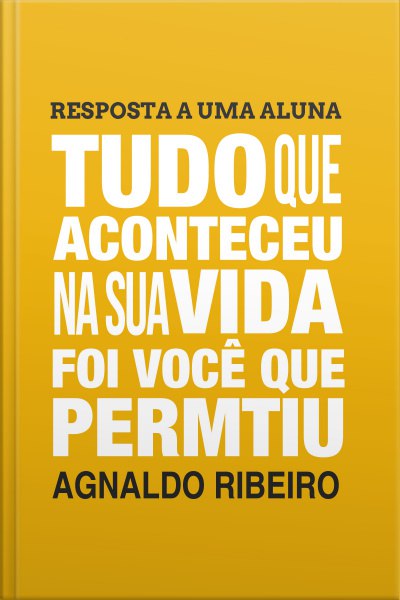 RESPOSTA A UMA ALUNA
TUDO QUE
ACONTECEU
NA SUA VIDA
FOI VOCÊ QUE
PERMTIU
AGNALDO RIBEIRO